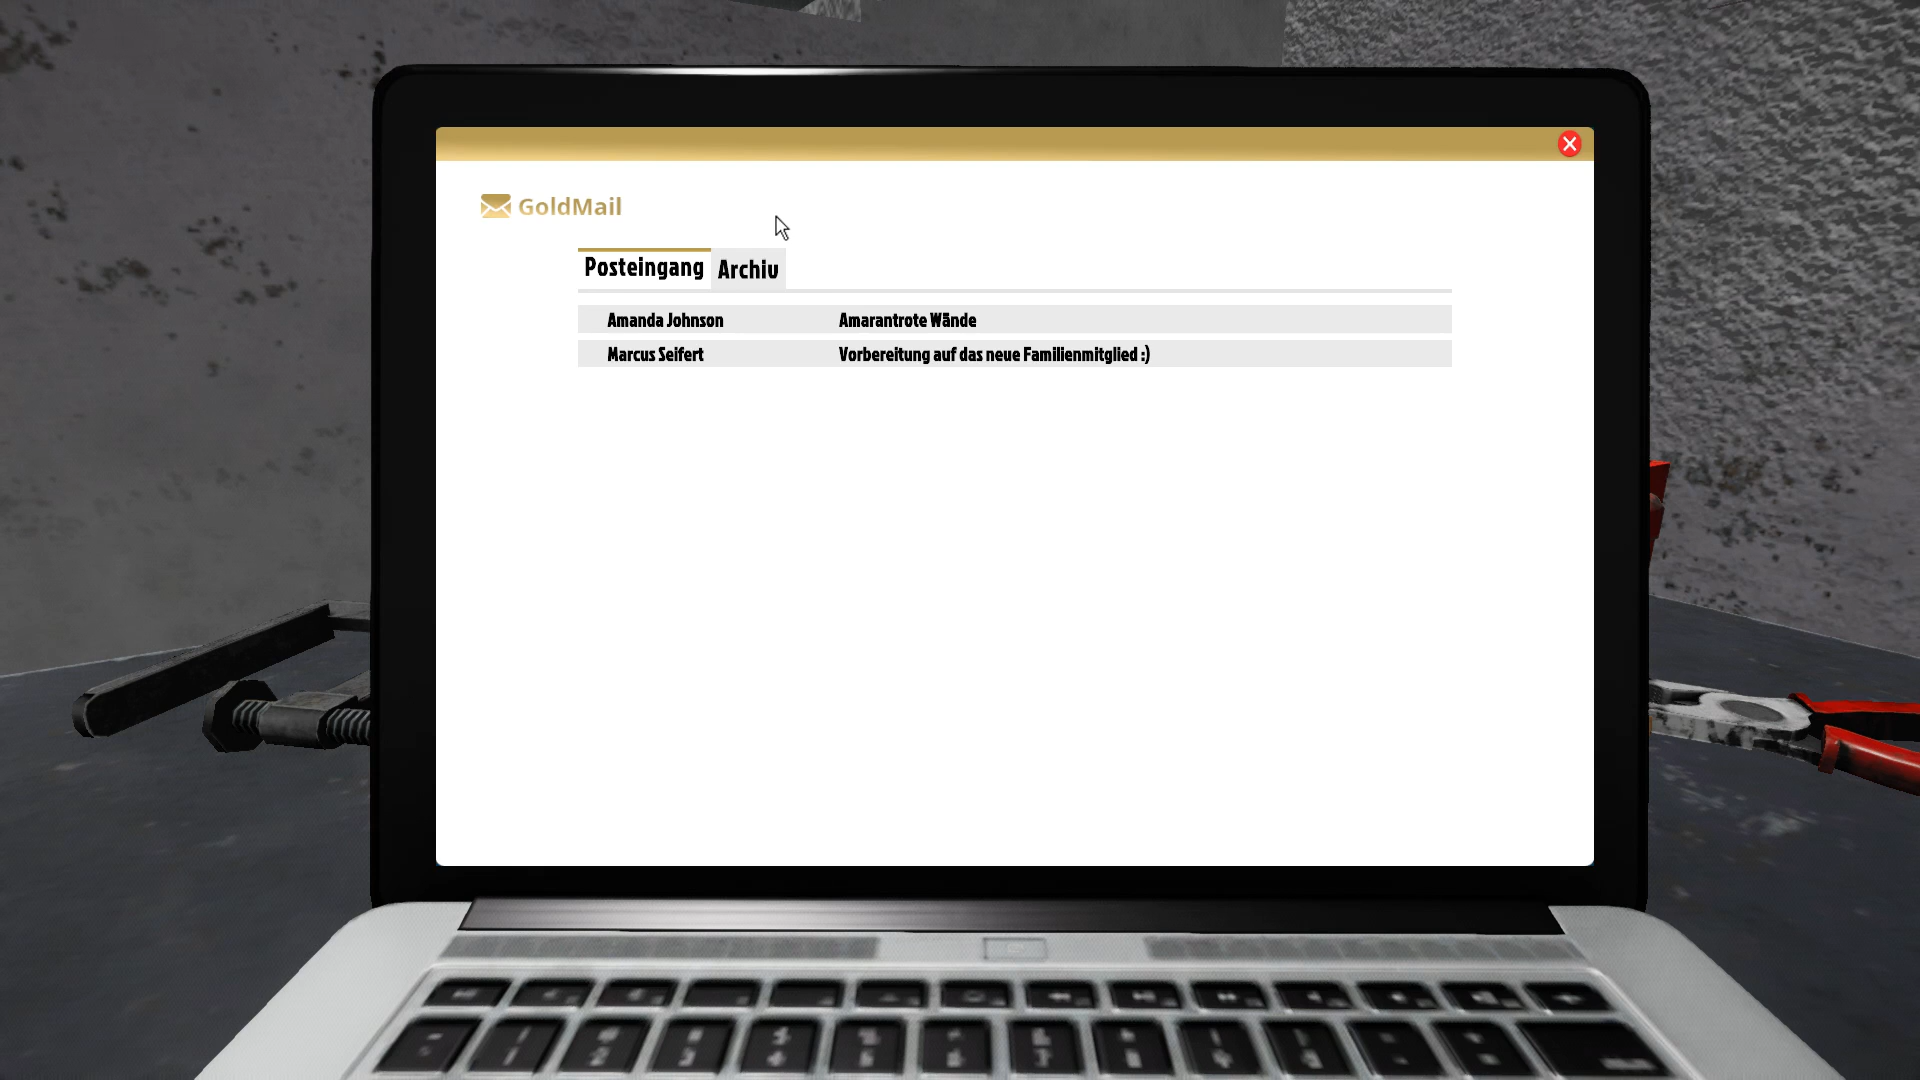 GoldMail
Posteingang Archiv
Amanda Johnson Amarantrote Wände
Marcus Seifert Vorbereitung auf das neue Familienmitglied :)